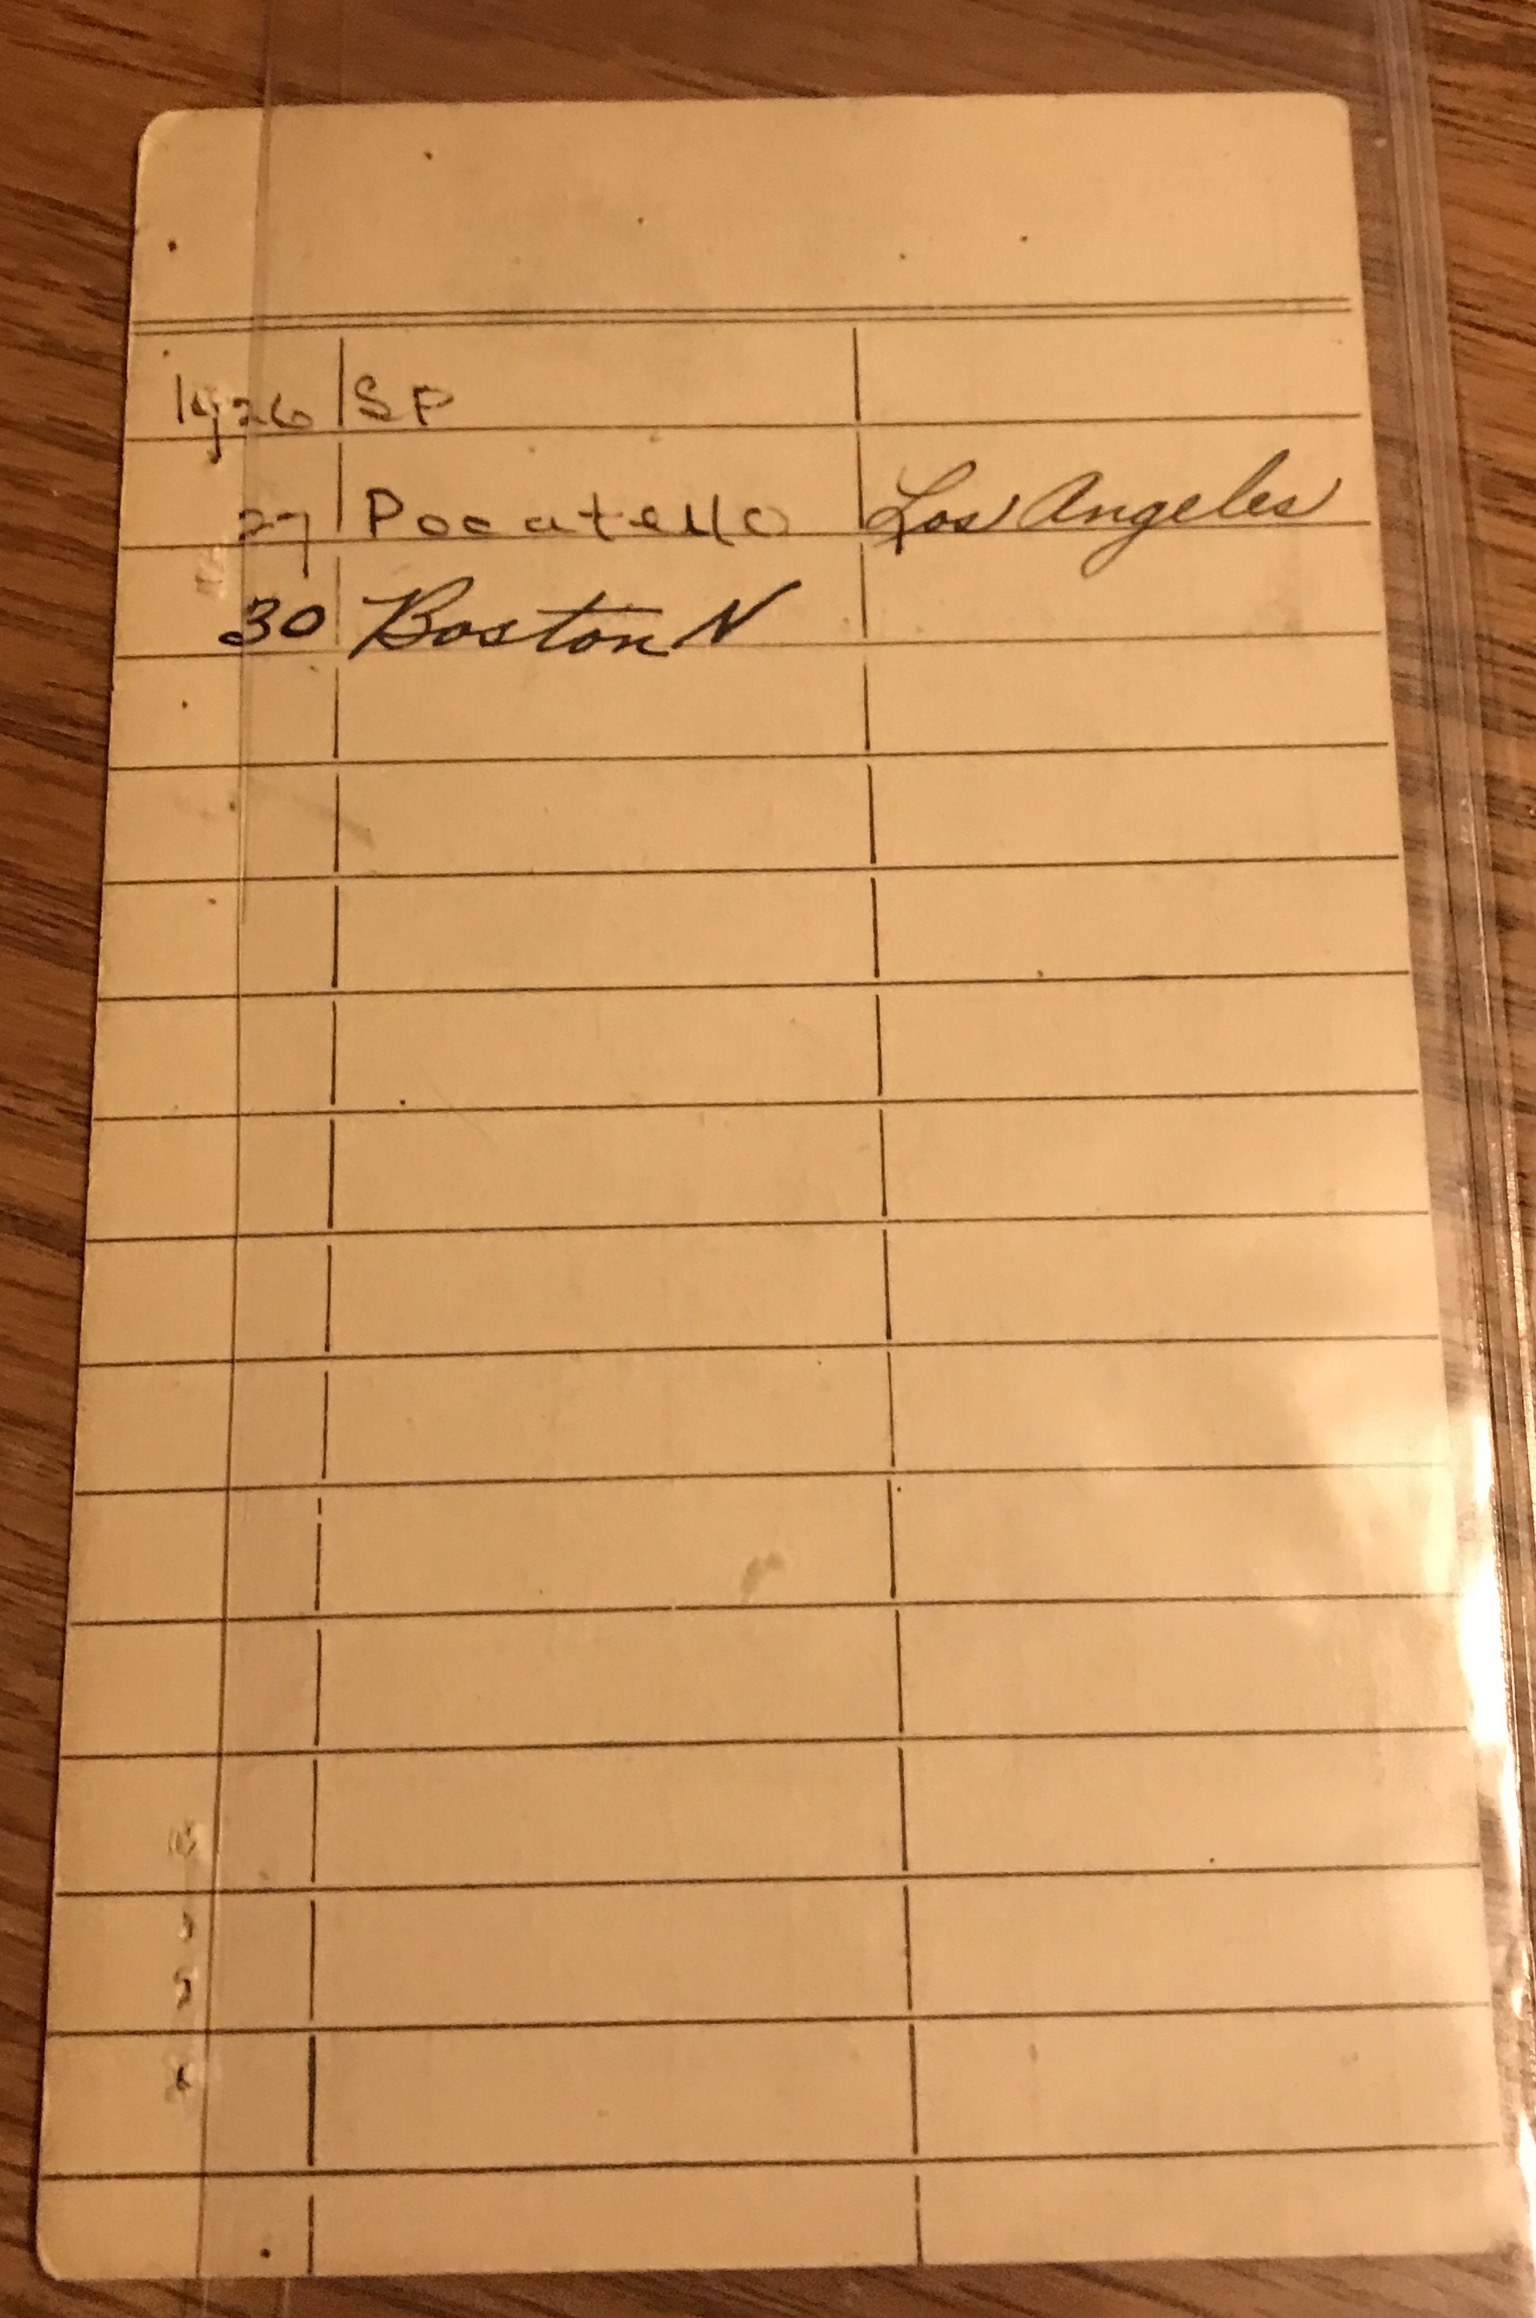 1926 SP
27 Pocatello Los Angeles
30 Boston N